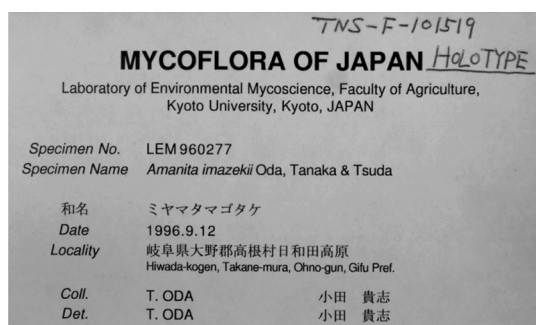 TNS-F-101519
MYCOFLORA OF JAPAN HOLOTYPE
Laboratory of Environmental Mycoscience, Faculty of Agriculture,
Kyoto University, Kyoto, JAPAN
Specimen No. LEM 960277
Specimen Name Amanita imazekii Oda, Tanaka & Tsuda
和名 ミヤマタマゴタケ
Date 1996.9.12
Locality 岐阜県大野郡高根村日和田高原
Hiwada-kogen, Takane-mura, Ohno-gun, Gifu Pref.
Coll. T. ODA 小田 貴志
Det. T. ODA 小田 貴志